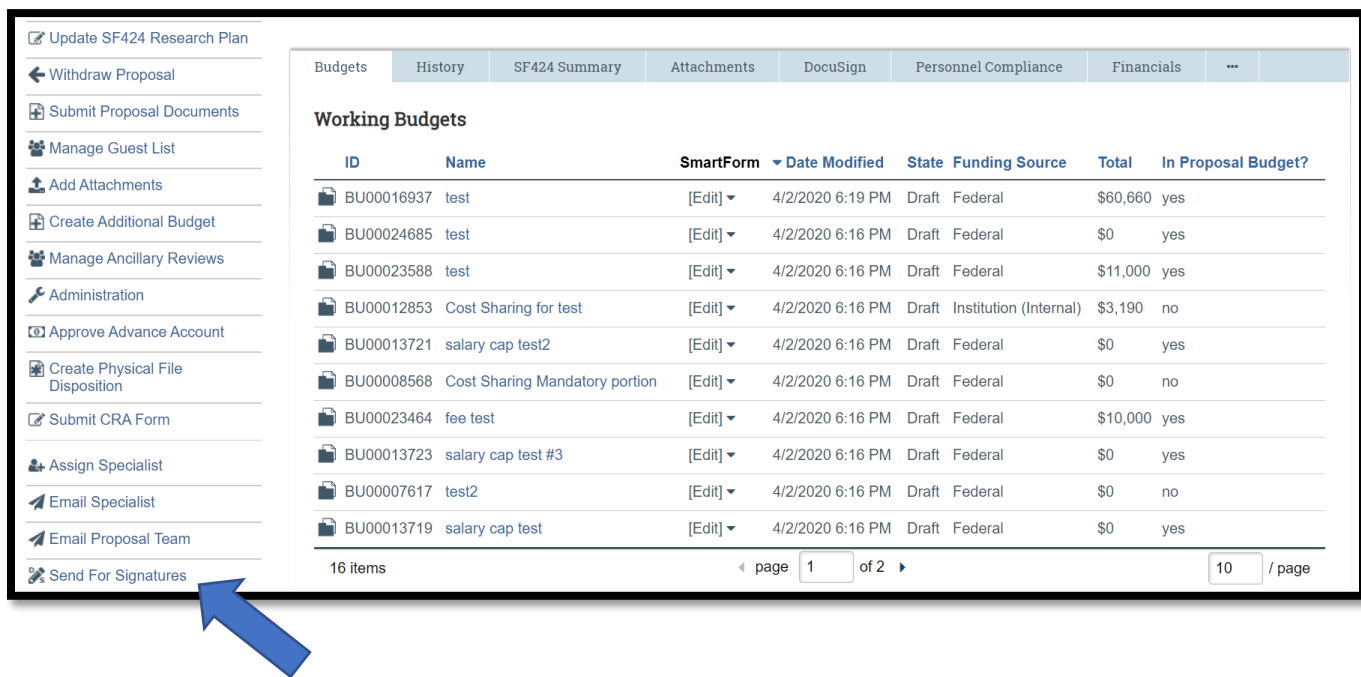 Update SF424 Research Plan
Withdraw Proposal
Submit Proposal Documents
Manage Guest List
Add Attachments
Create Additional Budget
Manage Ancillary Reviews
Administration
Approve Advance Account
Create Physical File
Disposition
Submit CRA Form
Assign Specialist
Email Specialist
Email Proposal Team
Send For Signatures
Budgets History SF424 Summary Attachments DocuSign Personnel Compliance Financials ...
Working Budgets
ID Name SmartForm Date Modified State Funding Source Total In Proposal Budget?
BU00016937 test [Edit] 4/2/2020 6:19 PM Draft Federal $60,660 yes
BU00024685 test [Edit] 4/2/2020 6:16 PM Draft Federal $0 yes
BU00023588 test [Edit] 4/2/2020 6:16 PM Draft Federal $11,000 yes
BU00012853 Cost Sharing for test [Edit] 4/2/2020 6:16 PM Draft Institution (Internal) $3,190 no
BU00013721 salary cap test2 [Edit] 4/2/2020 6:16 PM Draft Federal $0 yes
BU00008568 Cost Sharing Mandatory portion [Edit] 4/2/2020 6:16 PM Draft Federal $0 no
BU00023464 fee test [Edit] 4/2/2020 6:16 PM Draft Federal $10,000 yes
BU00013723 salary cap test #3 [Edit] 4/2/2020 6:16 PM Draft Federal $0 yes
BU00007617 test2 [Edit] 4/2/2020 6:16 PM Draft Federal $0 no
BU00013719 salary cap test [Edit] 4/2/2020 6:16 PM Draft Federal $0 yes
16 items page 1 of 2 10 / page